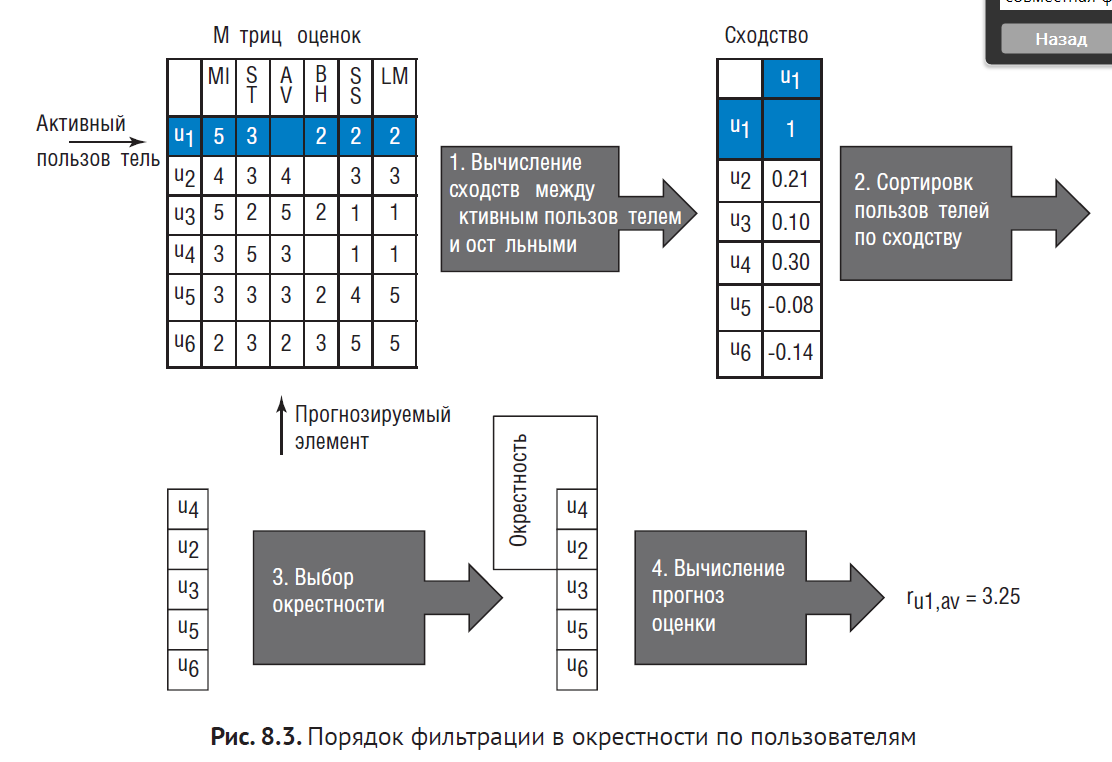 совместная ф
Назад
М триц оценок
Сходство
MI S T A V B H S S LM
Активный
пользов тель
u1 5 3 2 2 2
u2 4 3 4 3 3
u3 5 2 5 2 1 1
u4 3 5 3 1 1
u5 3 3 3 2 4 5
u6 2 3 2 3 5 5
1. Вычисление
сходств между
ктивным пользов телем
и ост льными
u1
u1 1
u2 0.21
u3 0.10
u4 0.30
u5 -0.08
u6 -0.14
2. Сортировк
пользов телей
по сходству
Прогнозируемый
элемент
u4
u2
u3
u5
u6
3. Выбор
окрестности
Окрестность
u4
u2
u3
u5
u6
4. Вычисление
прогноз
оценки
ru1,av = 3.25
Рис. 8.3. Порядок фильтрации в окрестности по пользователям